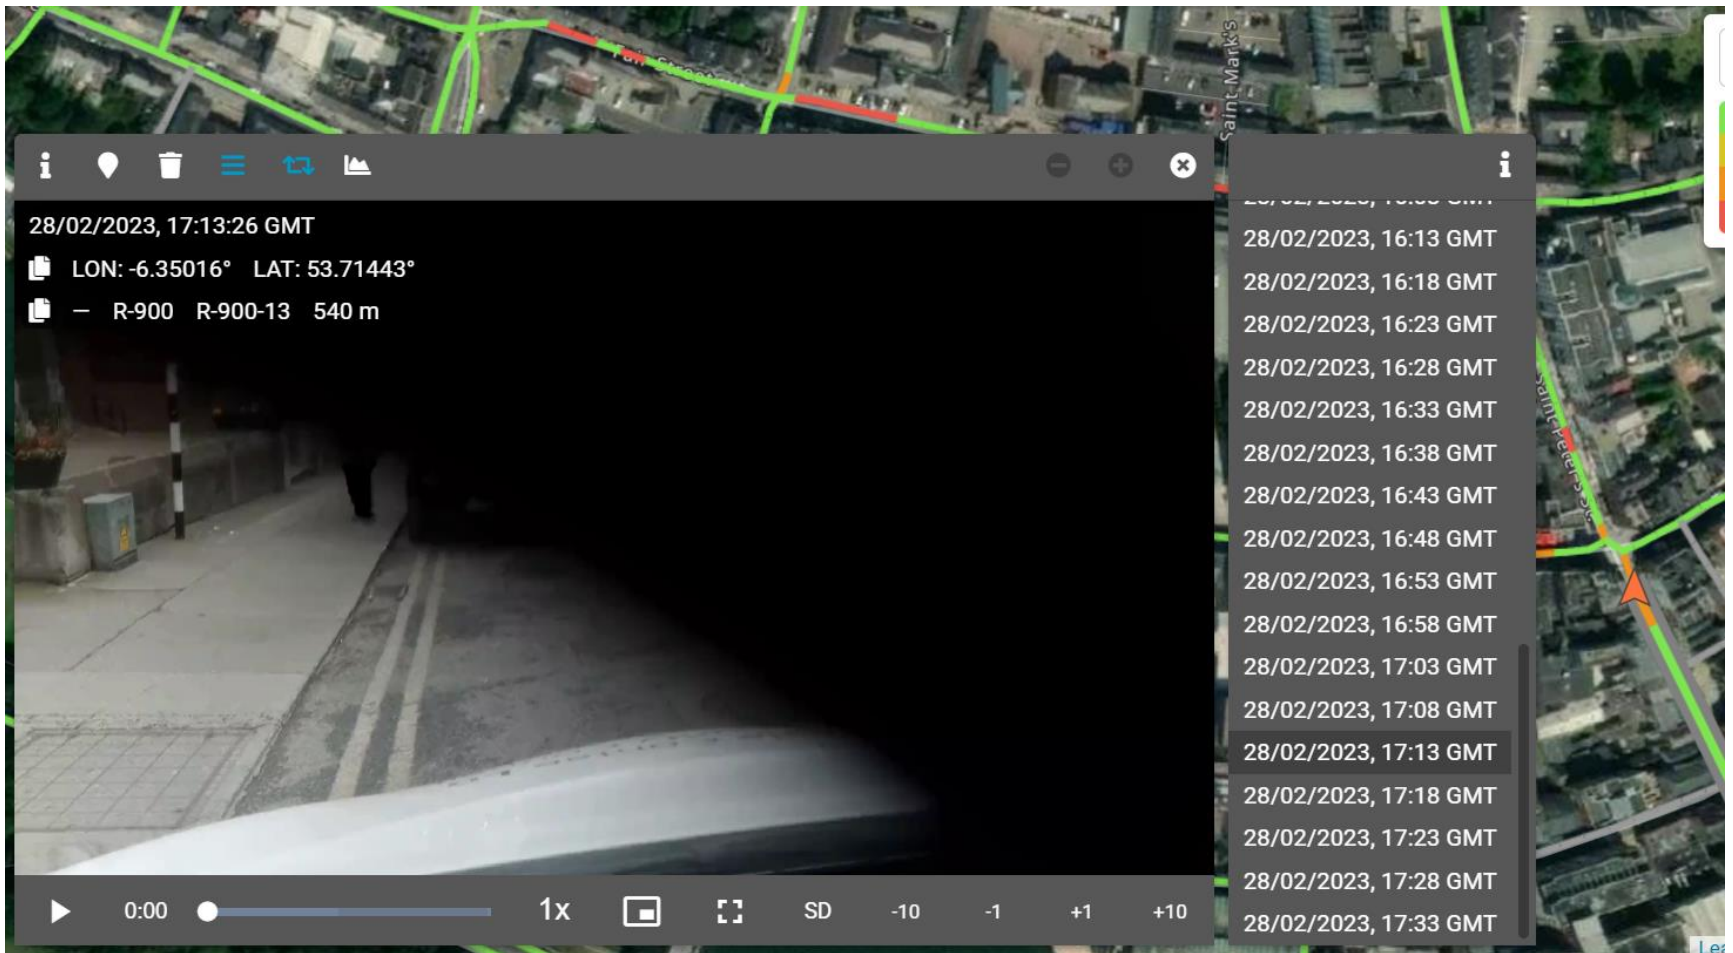 Fair Street
Saint Mark's
28/02/2023, 17:13:26 GMT
LON: -6.35016° LAT: 53.71443°
— R-900 R-900-13 540 m
28/02/2023, 16:13 GMT
28/02/2023, 16:18 GMT
28/02/2023, 16:23 GMT
28/02/2023, 16:28 GMT
28/02/2023, 16:33 GMT
28/02/2023, 16:38 GMT
28/02/2023, 16:43 GMT
28/02/2023, 16:48 GMT
28/02/2023, 16:53 GMT
28/02/2023, 16:58 GMT
28/02/2023, 17:03 GMT
28/02/2023, 17:08 GMT
28/02/2023, 17:13 GMT
28/02/2023, 17:18 GMT
28/02/2023, 17:23 GMT
28/02/2023, 17:28 GMT
28/02/2023, 17:33 GMT
Saint Peter's St.
0:00 1x SD -10 -1 +1 +10
Lea